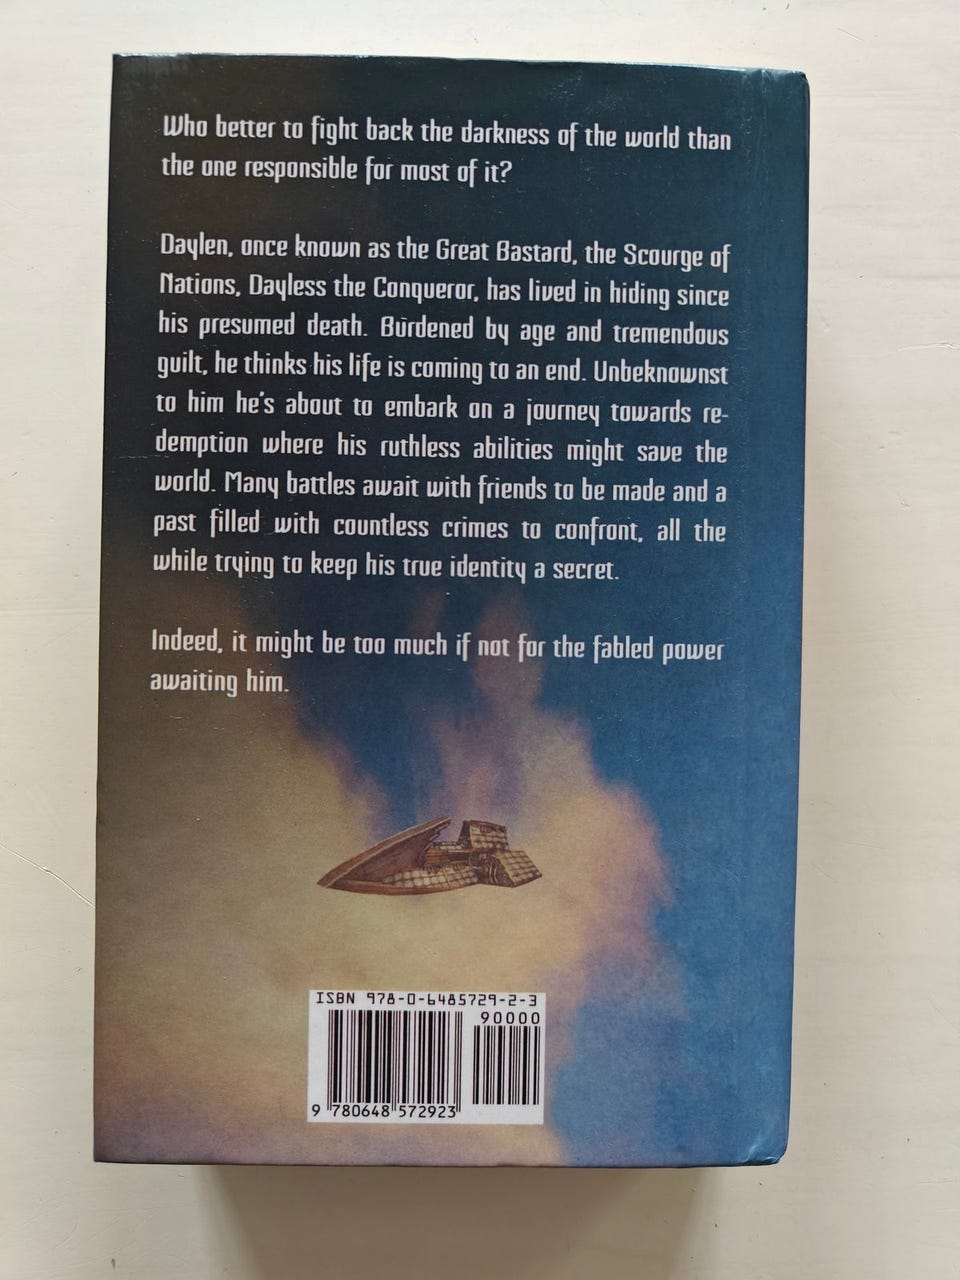 Who better to fight back the darkness of the world than
the one responsible for most of it?
Daylen, once known as the Great Bastard, the Scourge of
Nations, Dayless the Conqueror, has lived in hiding since
his presumed death. Burdened by age and tremendous
guilt, he thinks his life is coming to an end. Unbeknownst
to him he's about to embark on a journey towards re-
demption where his ruthless abilities might save the
world. Many battles await with friends to be made and a
past filled with countless crimes to confront, all the
while trying to keep his true identity a secret.
Indeed, it might be too much if not for the fabled power
awaiting him.
ISBN 978-0-6485729-2-3
90000
9 780648 572923